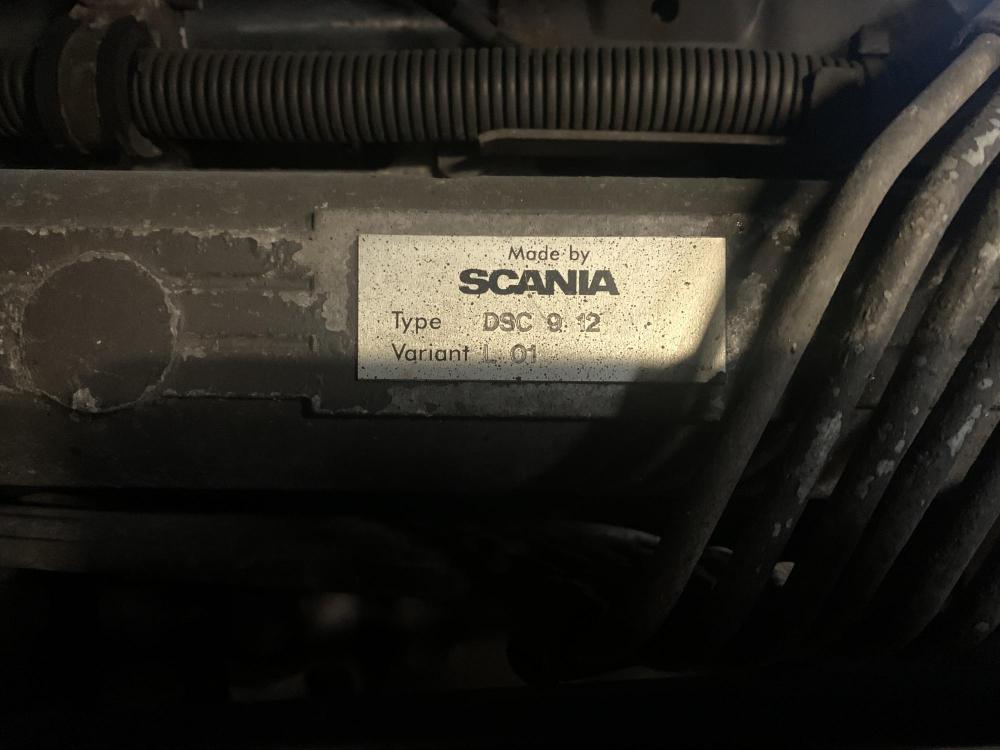 Made by
SCANIA
Type DSC 9 12
Variant L 01